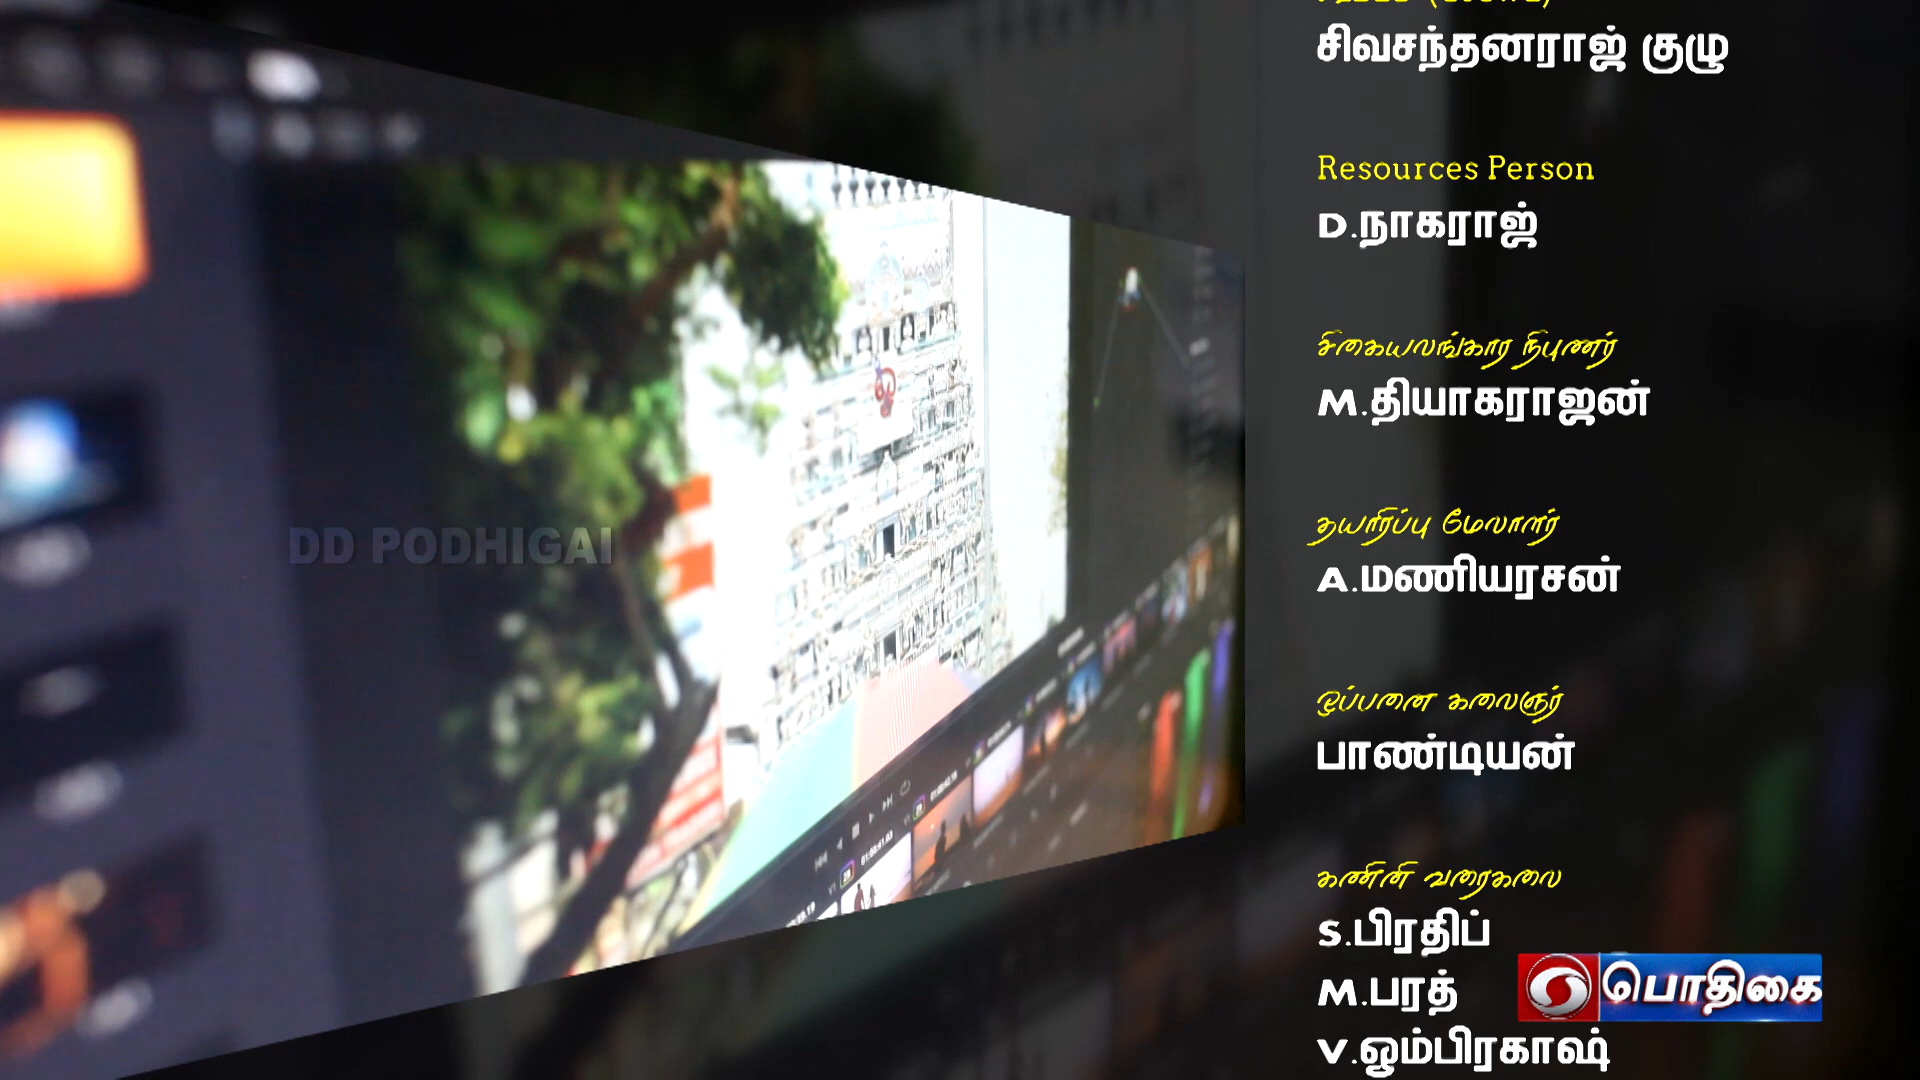 சிவசந்தனராஜ் குழு
Resources Person
D.நாகராஜ்
சிகையலங்கார நிபுணர்
M.தியாகராஜன்
தயாரிப்பு மேலாளர்
A.மணியரசன்
ஒப்பனை கலைஞர்
பாண்டியன்
கணினி வரைகலை
S.பிரதிப்
M.பரத்
V.ஓம்பிரகாஷ்
DD PODHIGAI
பொதிகை